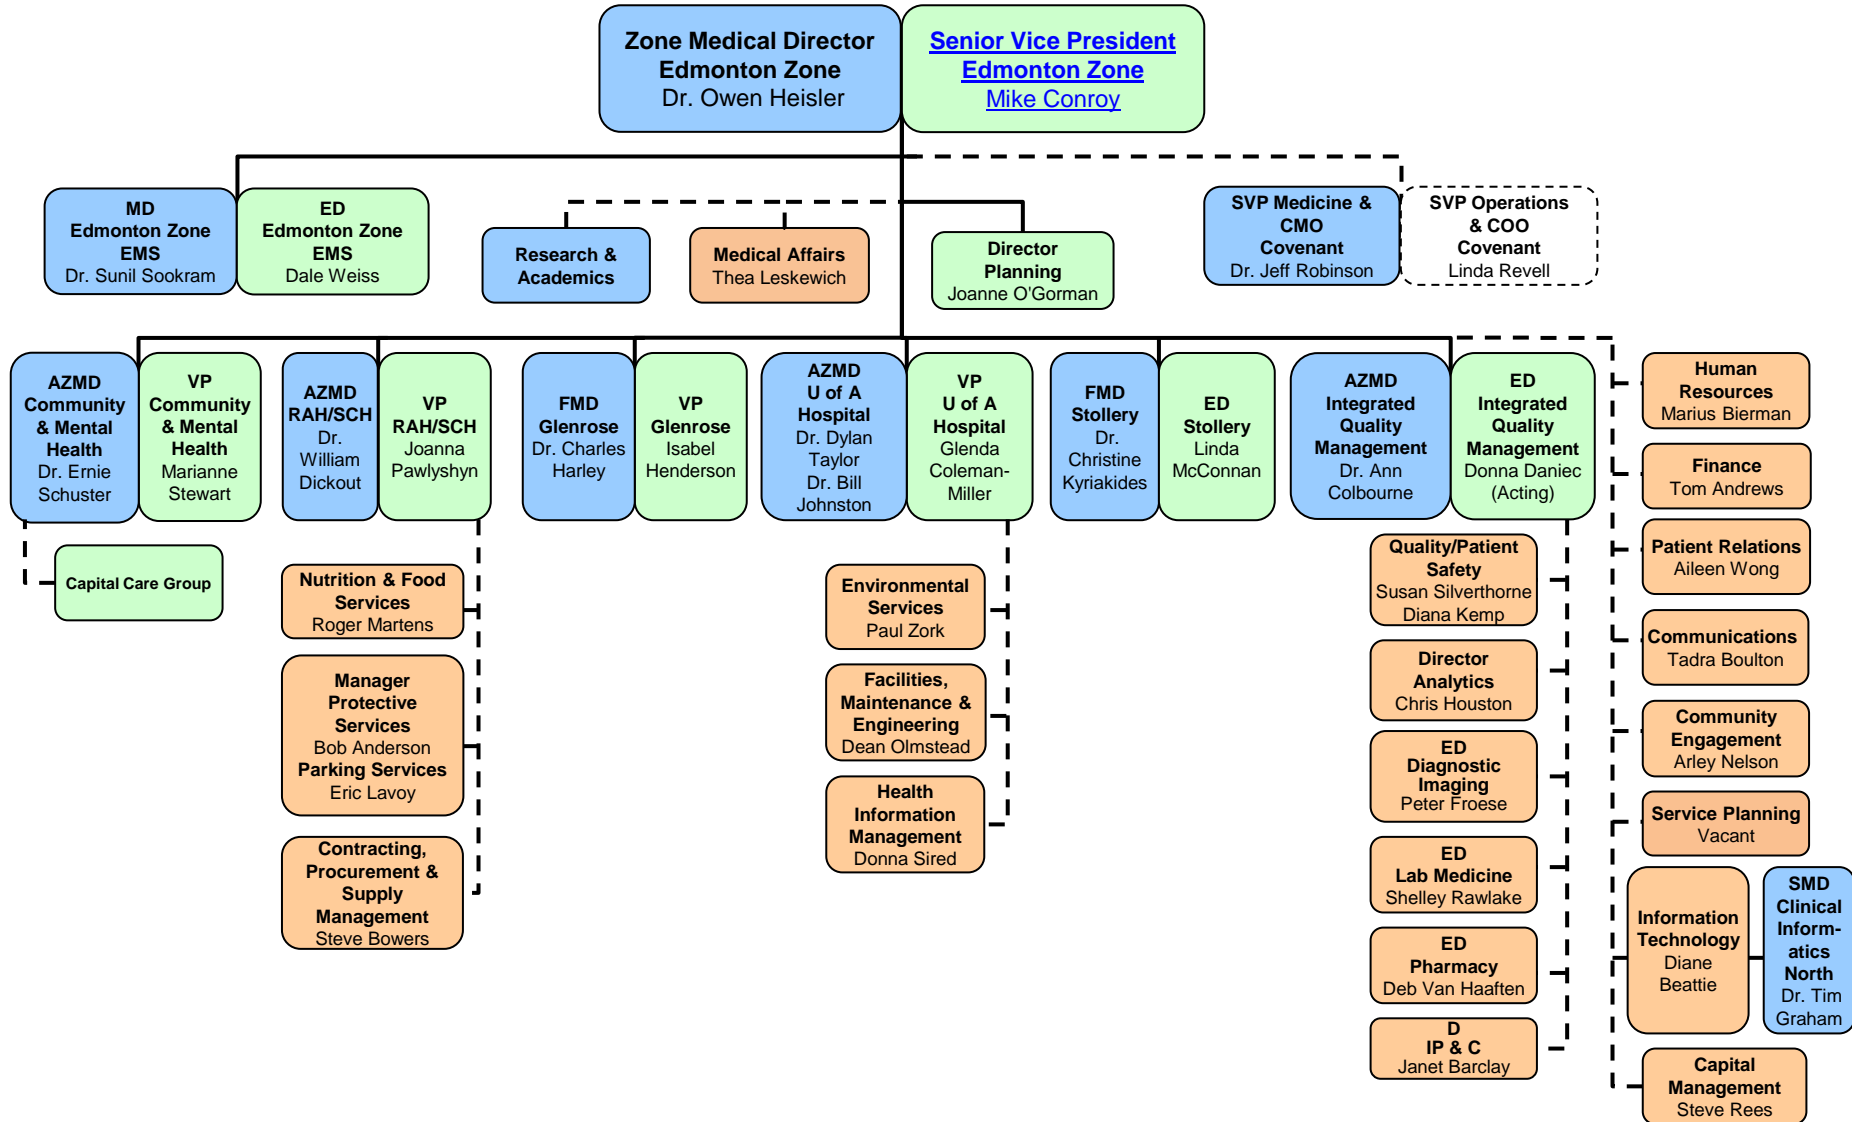 Zone Medical Director
Edmonton Zone
Dr. Owen Heisler
Senior Vice President
Edmonton Zone
Mike Conroy
MD
Edmonton Zone
EMS
Dr. Sunil Sookram
ED
Edmonton Zone
EMS
Dale Weiss
Research &
Academics
Medical Affairs
Thea Leskewich
Director
Planning
Joanne O'Gorman
SVP Medicine &
CMO
Covenant
Dr. Jeff Robinson
SVP Operations
& COO
Covenant
Linda Revell
AZMD
Community
& Mental
Health
Dr. Ernie
Schuster
VP
Community
& Mental
Health
Marianne
Stewart
AZMD
RAH/SCH
Dr.
William
Dickout
VP
RAH/SCH
Joanna
Pawlyshyn
FMD
Glenrose
Dr. Charles
Harley
VP
Glenrose
Isabel
Henderson
AZMD
U of A
Hospital
Dr. Dylan
Taylor
Dr. Bill
Johnston
VP
U of A
Hospital
Glenda
Coleman-
Miller
FMD
Stollery
Dr.
Christine
Kyriakides
ED
Stollery
Linda
McConnan
AZMD
Integrated
Quality
Management
Dr. Ann
Colbourne
ED
Integrated
Quality
Management
Donna Daniec
(Acting)
Capital Care Group
Nutrition & Food
Services
Roger Martens
Manager
Protective
Services
Bob Anderson
Parking Services
Eric Lavoy
Contracting,
Procurement &
Supply
Management
Steve Bowers
Environmental
Services
Paul Zork
Facilities,
Maintenance &
Engineering
Dean Olmstead
Health
Information
Management
Donna Sired
Quality/Patient
Safety
Susan Silverthorne
Diana Kemp
Director
Analytics
Chris Houston
ED
Diagnostic
Imaging
Peter Froese
ED
Lab Medicine
Shelley Rawlake
ED
Pharmacy
Deb Van Haaften
D
IP & C
Janet Barclay
Human
Resources
Marius Bierman
Finance
Tom Andrews
Patient Relations
Aileen Wong
Communications
Tadra Boulton
Community
Engagement
Arley Nelson
Service Planning
Vacant
Information
Technology
Diane
Beattie
SMD
Clinical
Inform-
atics
North
Dr. Tim
Graham
Capital
Management
Steve Rees